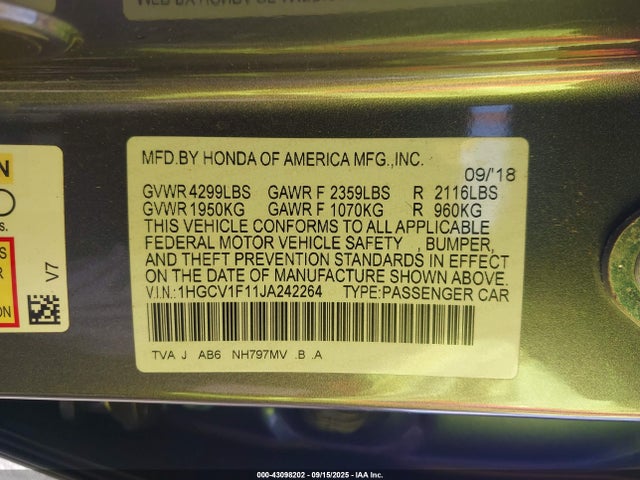 MFD.BY HONDA OF AMERICA MFG.,INC.
09/'18
GVWR 4299LBS GAWR F 2359LBS R 2116LBS
GVWR 1950KG GAWR F 1070KG R 960KG
THIS VEHICLE CONFORMS TO ALL APPLICABLE
FEDERAL MOTOR VEHICLE SAFETY , BUMPER,
AND THEFT PREVENTION STANDARDS IN EFFECT
ON THE DATE OF MANUFACTURE SHOWN ABOVE.
V.I.N.:1HGCV1F11JA242264 TYPE:PASSENGER CAR
TVA J AB6 NH797MV .B .A
V7
N
s.
S
R
ON
000-43098202 - 09/15/2025 - IAA Inc.